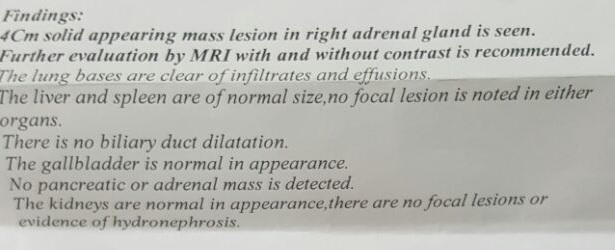 Findings:
4Cm solid appearing mass lesion in right adrenal gland is seen.
Further evaluation by MRI with and without contrast is recommended.
The lung bases are clear of infiltrates and effusions.
The liver and spleen are of normal size,no focal lesion is noted in either
organs.
There is no biliary duct dilatation.
The gallbladder is normal in appearance.
No pancreatic or adrenal mass is detected.
The kidneys are normal in appearance,there are no focal lesions or
evidence of hydronephrosis.